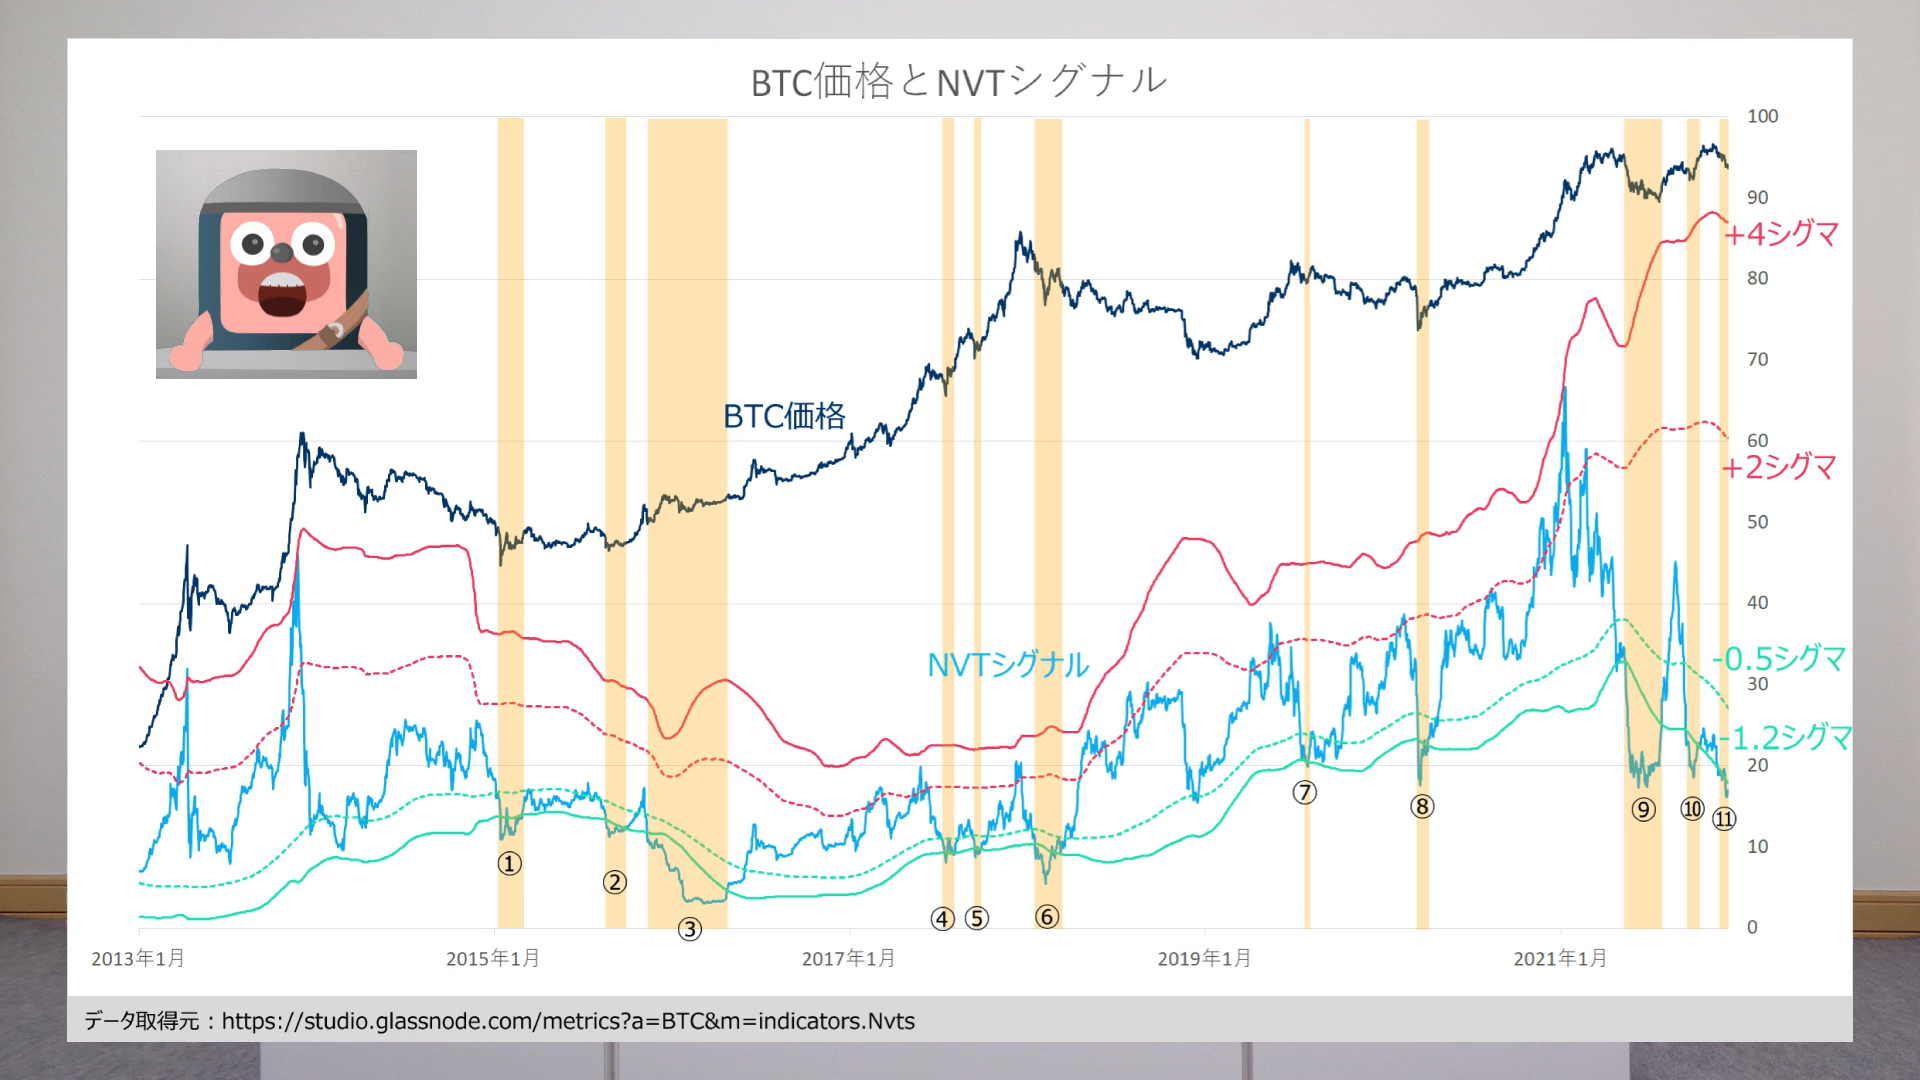 BTC価格とNVTシグナル
100
90
+4シグマ
80
70
BTC価格
60
+2シグマ
50
40
NVTシグナル
-0.5シグマ
30
-1.2シグマ
20
⑦
⑧
⑨
⑩
⑪
10
①
②
③
④
⑤
⑥
0
2013年1月
2015年1月
2017年1月
2019年1月
2021年1月
データ取得元：https://studio.glassnode.com/metrics?a=BTC&m=indicators.Nvts